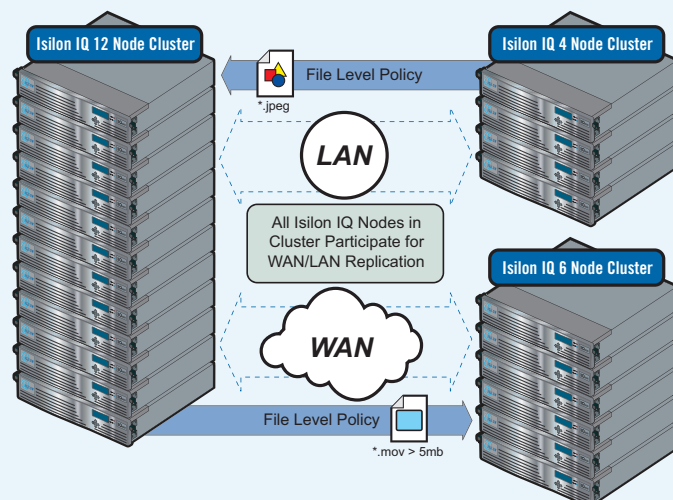 Isilon IQ 12 Node Cluster
Isilon IQ 4 Node Cluster
File Level Policy
*.jpeg
LAN
All Isilon IQ Nodes in
Cluster Participate for
WAN/LAN Replication
Isilon IQ 6 Node Cluster
WAN
File Level Policy
*.mov > 5mb